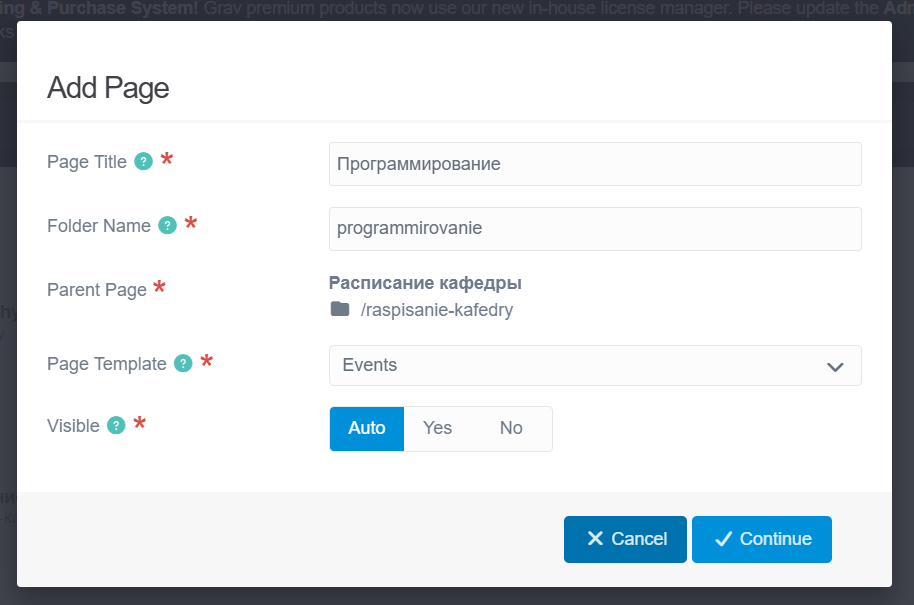 ing & Purchase System! Grav premium products now use our new in-house license manager. Please update the Adm
ks
Add Page
Page Title ? *
Программирование
Folder Name ? *
programmirovanie
Parent Page *
Расписание кафедры
/raspisanie-kafedry
Page Template ? *
Events
Visible ? *
Auto Yes No
Cancel Continue